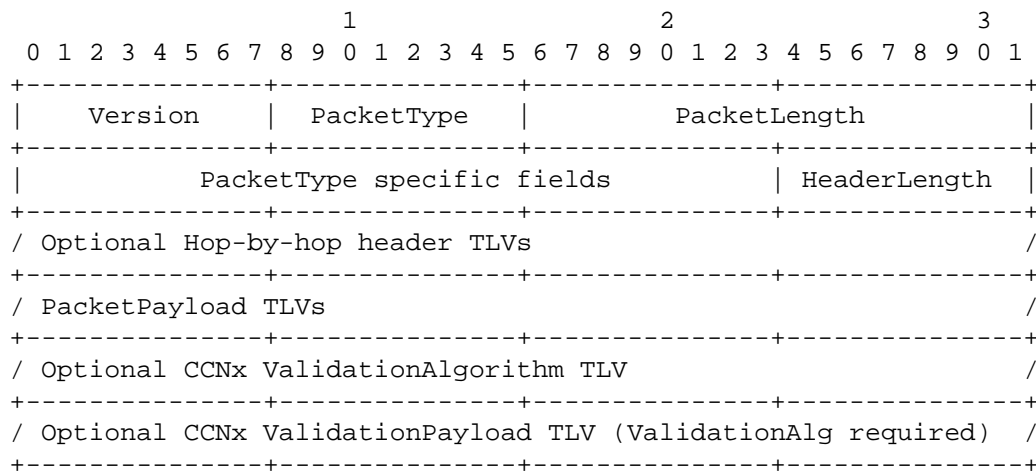 1                   2                   3
 0 1 2 3 4 5 6 7 8 9 0 1 2 3 4 5 6 7 8 9 0 1 2 3 4 5 6 7 8 9 0 1
+---------------+---------------+---------------+---------------+
|    Version    |  PacketType   |         PacketLength          |
+---------------+---------------+---------------+---------------+
|           PacketType specific fields          | HeaderLength  |
+---------------+---------------+---------------+---------------+
/ Optional Hop-by-hop header TLVs                               /
+---------------+---------------+---------------+---------------+
/ PacketPayload TLVs                                            /
+---------------+---------------+---------------+---------------+
/ Optional CCNx ValidationAlgorithm TLV                         /
+---------------+---------------+---------------+---------------+
/ Optional CCNx ValidationPayload TLV (ValidationAlg required)  /
+---------------+---------------+---------------+---------------+